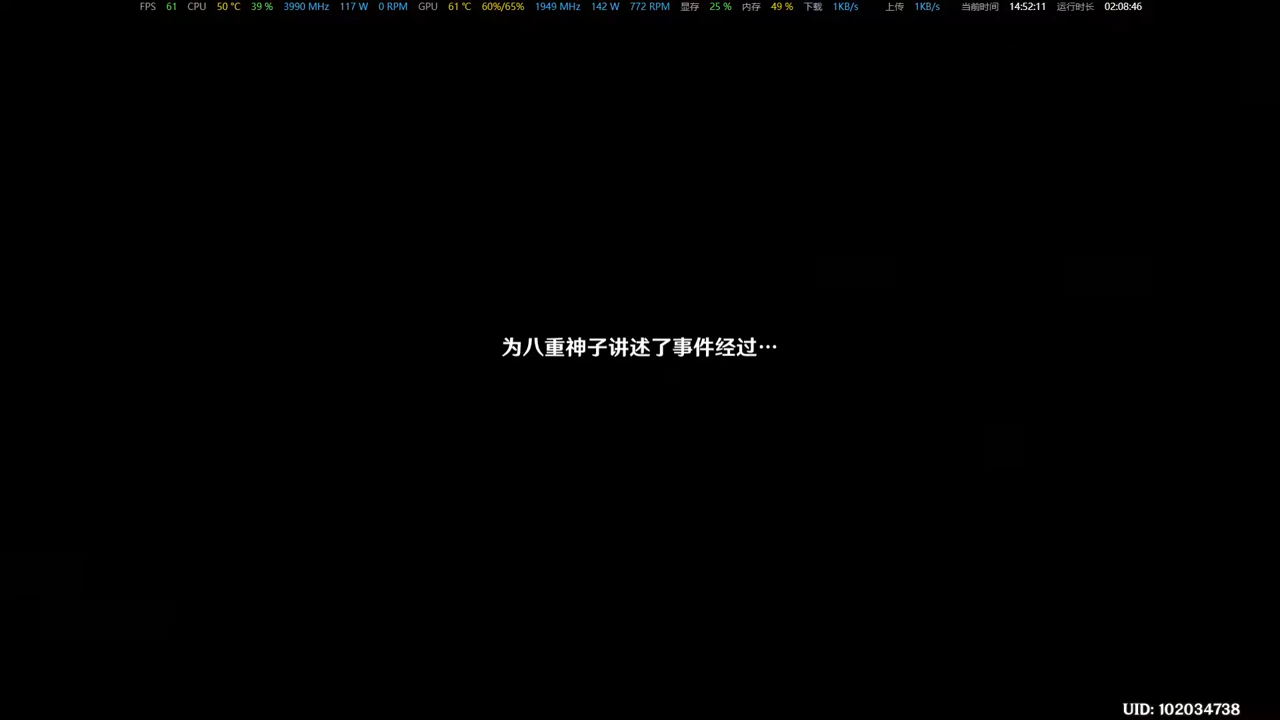 FPS 61 CPU 50 °C 39 % 3990 MHz 117 W 0 RPM GPU 61 °C 60%/65% 1949 MHz 142 W 772 RPM 显存 25 % 内存 49 % 下载 1KB/s 上传 1KB/s 当前时间 14:52:11 运行时长 02:08:46
为八重神子讲述了事件经过…
UID: 102034738